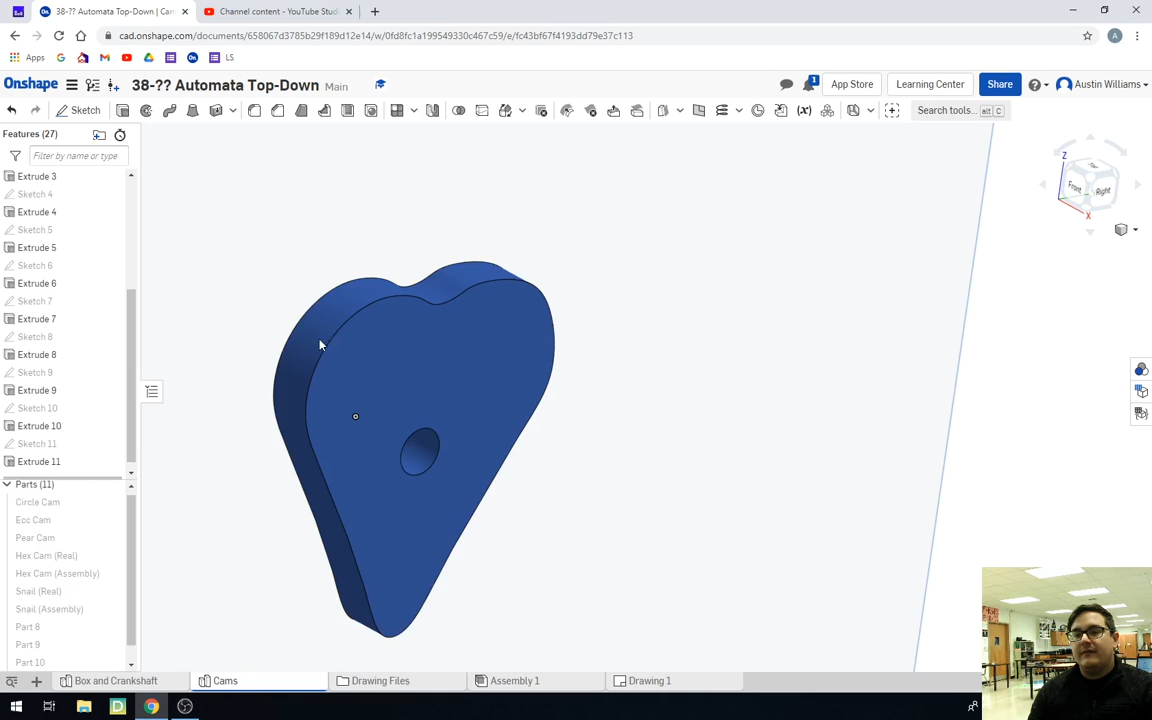 38-?? Automata Top-Down | Cam
Channel content - YouTube Studi
cad.onshape.com/documents/658067d3785b29f189d12e14/w/0fd8fc1a199549330c467c59/e/fc43bf67f4193dd79e37c113
A
Apps
LS
Onshape
38-?? Automata Top-Down Main
1
App Store
Learning Center
Share
Austin Williams
Sketch
Search tools...
alt C
Features (27)
Filter by name or type
Extrude 3
Sketch 4
Extrude 4
Sketch 5
Extrude 5
Sketch 6
Extrude 6
Sketch 7
Extrude 7
Sketch 8
Extrude 8
Sketch 9
Extrude 9
Sketch 10
Extrude 10
Sketch 11
Extrude 11
Parts (11)
Circle Cam
Ecc Cam
Pear Cam
Hex Cam (Real)
Hex Cam (Assembly)
Snail (Real)
Snail (Assembly)
Part 8
Part 9
Part 10
Z
Top
Front
Right
X
Box and Crankshaft
Cams
Drawing Files
Assembly 1
Drawing 1